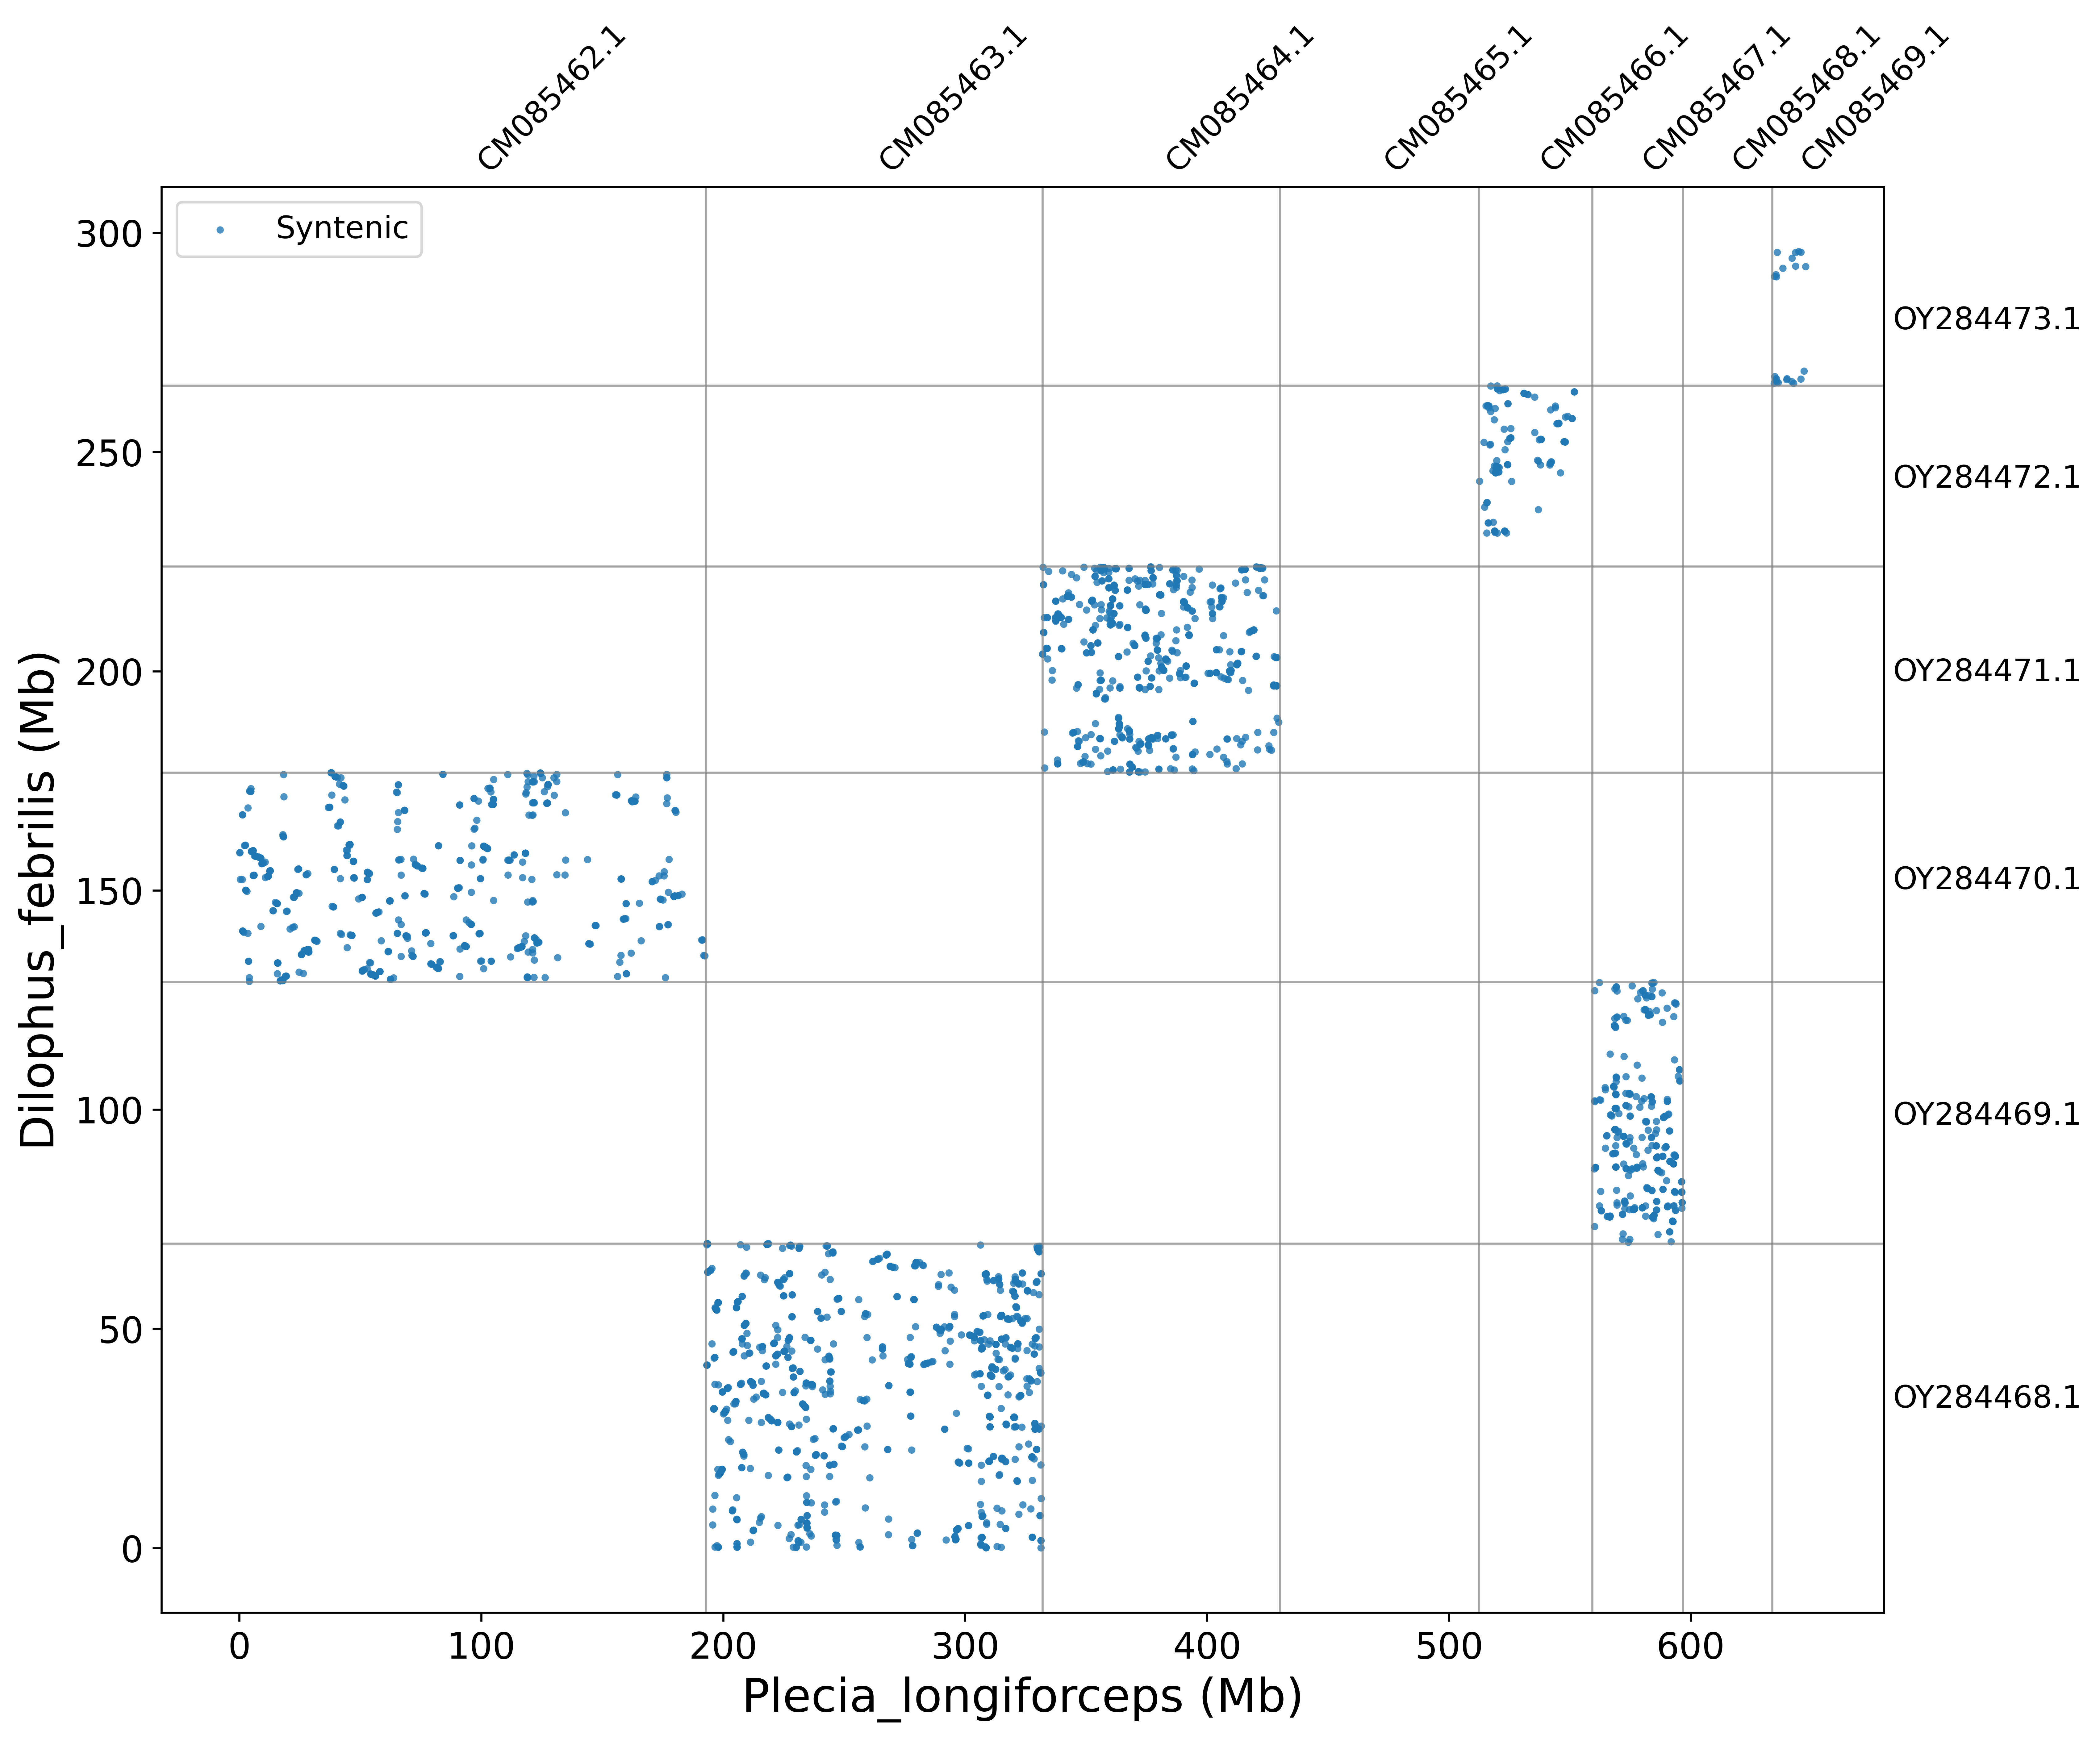 CM085462.1
CM085463.1
CM085464.1
CM085465.1
CM085466.1
CM085467.1
CM085468.1
CM085469.1
Syntenic
300
250
200
150
100
50
0
Dilophus_febrilis (Mb)
OY284473.1
OY284472.1
OY284471.1
OY284470.1
OY284469.1
OY284468.1
0 100 200 300 400 500 600
Plecia_longiforceps (Mb)